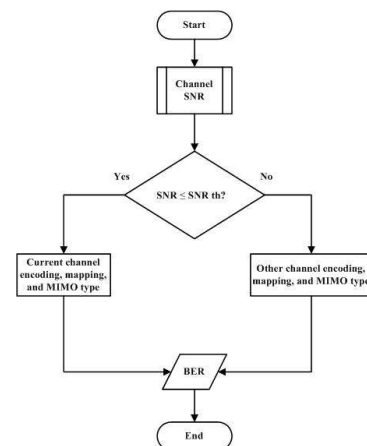 Start
Channel
SNR
Yes
No
SNR ≤ SNR th?
Current channel
encoding, mapping,
and MIMO type
Other channel encoding,
mapping, and MIMO type
BER
End